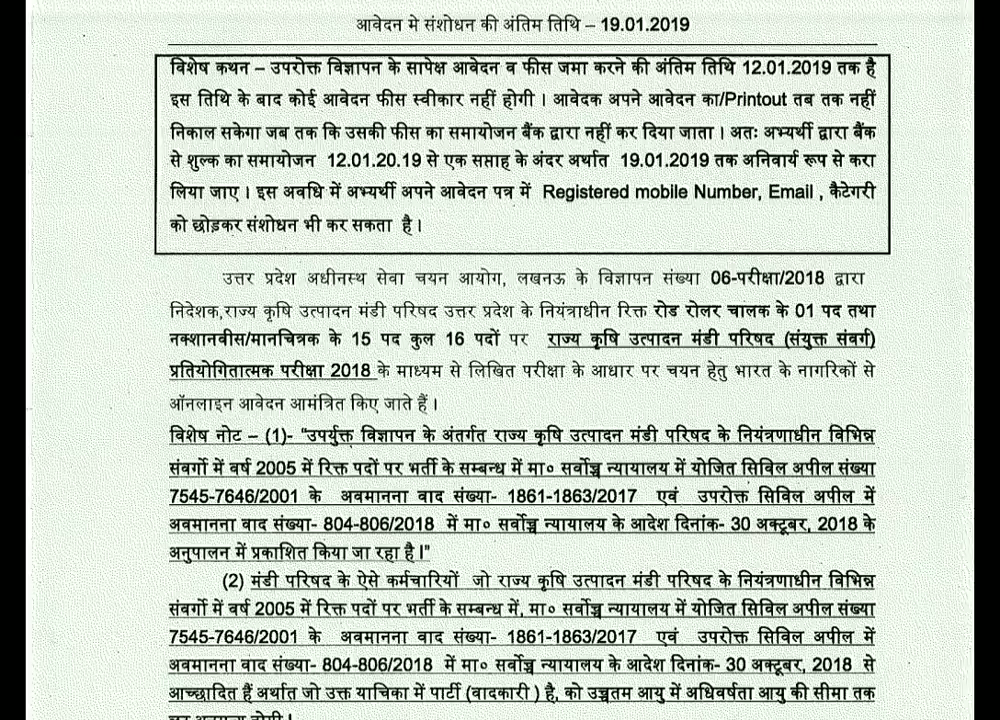 आवेदन मे संशोधन की अंतिम तिथि – 19.01.2019
विशेष कथन – उपरोक्त विज्ञापन के सापेक्ष आवेदन व फीस जमा करने की अंतिम तिथि 12.01.2019 तक है
इस तिथि के बाद कोई आवेदन फीस स्वीकार नहीं होगी । आवेदक अपने आवेदन का/Printout तब तक नहीं
निकाल सकेगा जब तक कि उसकी फीस का समायोजन बैंक द्वारा नहीं कर दिया जाता । अतः अभ्यर्थी द्वारा बैंक
से शुल्क का समायोजन 12.01.20.19 से एक सप्ताह के अंदर अर्थात 19.01.2019 तक अनिवार्य रूप से करा
लिया जाए । इस अवधि में अभ्यर्थी अपने आवेदन पत्र में Registered mobile Number, Email , कैटेगरी
को छोड़कर संशोधन भी कर सकता है ।
उत्तर प्रदेश अधीनस्थ सेवा चयन आयोग, लखनऊ के विज्ञापन संख्या 06-परीक्षा/2018 द्वारा
निदेशक,राज्य कृषि उत्पादन मंडी परिषद उत्तर प्रदेश के नियंत्राधीन रिक्त रोड रोलर चालक के 01 पद तथा
नक्शानबीस/मानचित्रक के 15 पद कुल 16 पदों पर राज्य कृषि उत्पादन मंडी परिषद (संयुक्त संवर्ग)
प्रतियोगितात्मक परीक्षा 2018 के माध्यम से लिखित परीक्षा के आधार पर चयन हेतु भारत के नागरिकों से
ऑनलाइन आवेदन आमंत्रित किए जाते हैं ।
विशेष नोट – (1)- "उपर्युक्त विज्ञापन के अंतर्गत राज्य कृषि उत्पादन मंडी परिषद के नियंत्रणाधीन विभिन्न
संवर्गो में वर्ष 2005 में रिक्त पदों पर भर्ती के सम्बन्ध में मा० सर्वोच्च न्यायालय में योजित सिविल अपील संख्या
7545-7646/2001 के अवमानना वाद संख्या- 1861-1863/2017 एवं उपरोक्त सिविल अपील में
अवमानना वाद संख्या- 804-806/2018 में मा० सर्वोच्च न्यायालय के आदेश दिनांक- 30 अक्टूबर, 2018 के
अनुपालन में प्रकाशित किया जा रहा है ।"
(2) मंडी परिषद के ऐसे कर्मचारियों जो राज्य कृषि उत्पादन मंडी परिषद के नियंत्रणाधीन विभिन्न
संवर्गो में वर्ष 2005 में रिक्त पदों पर भर्ती के सम्बन्ध में, मा० सर्वोच्च न्यायालय में योजित सिविल अपील संख्या
7545-7646/2001 के अवमानना वाद संख्या- 1861-1863/2017 एवं उपरोक्त सिविल अपील में
अवमानना वाद संख्या- 804-806/2018 में मा० सर्वोच्च न्यायालय के आदेश दिनांक- 30 अक्टूबर, 2018 से
आच्छादित हैं अर्थात जो उक्त याचिका में पार्टी (वादकारी ) है, को उच्चतम आयु में अधिवर्षता आयु की सीमा तक